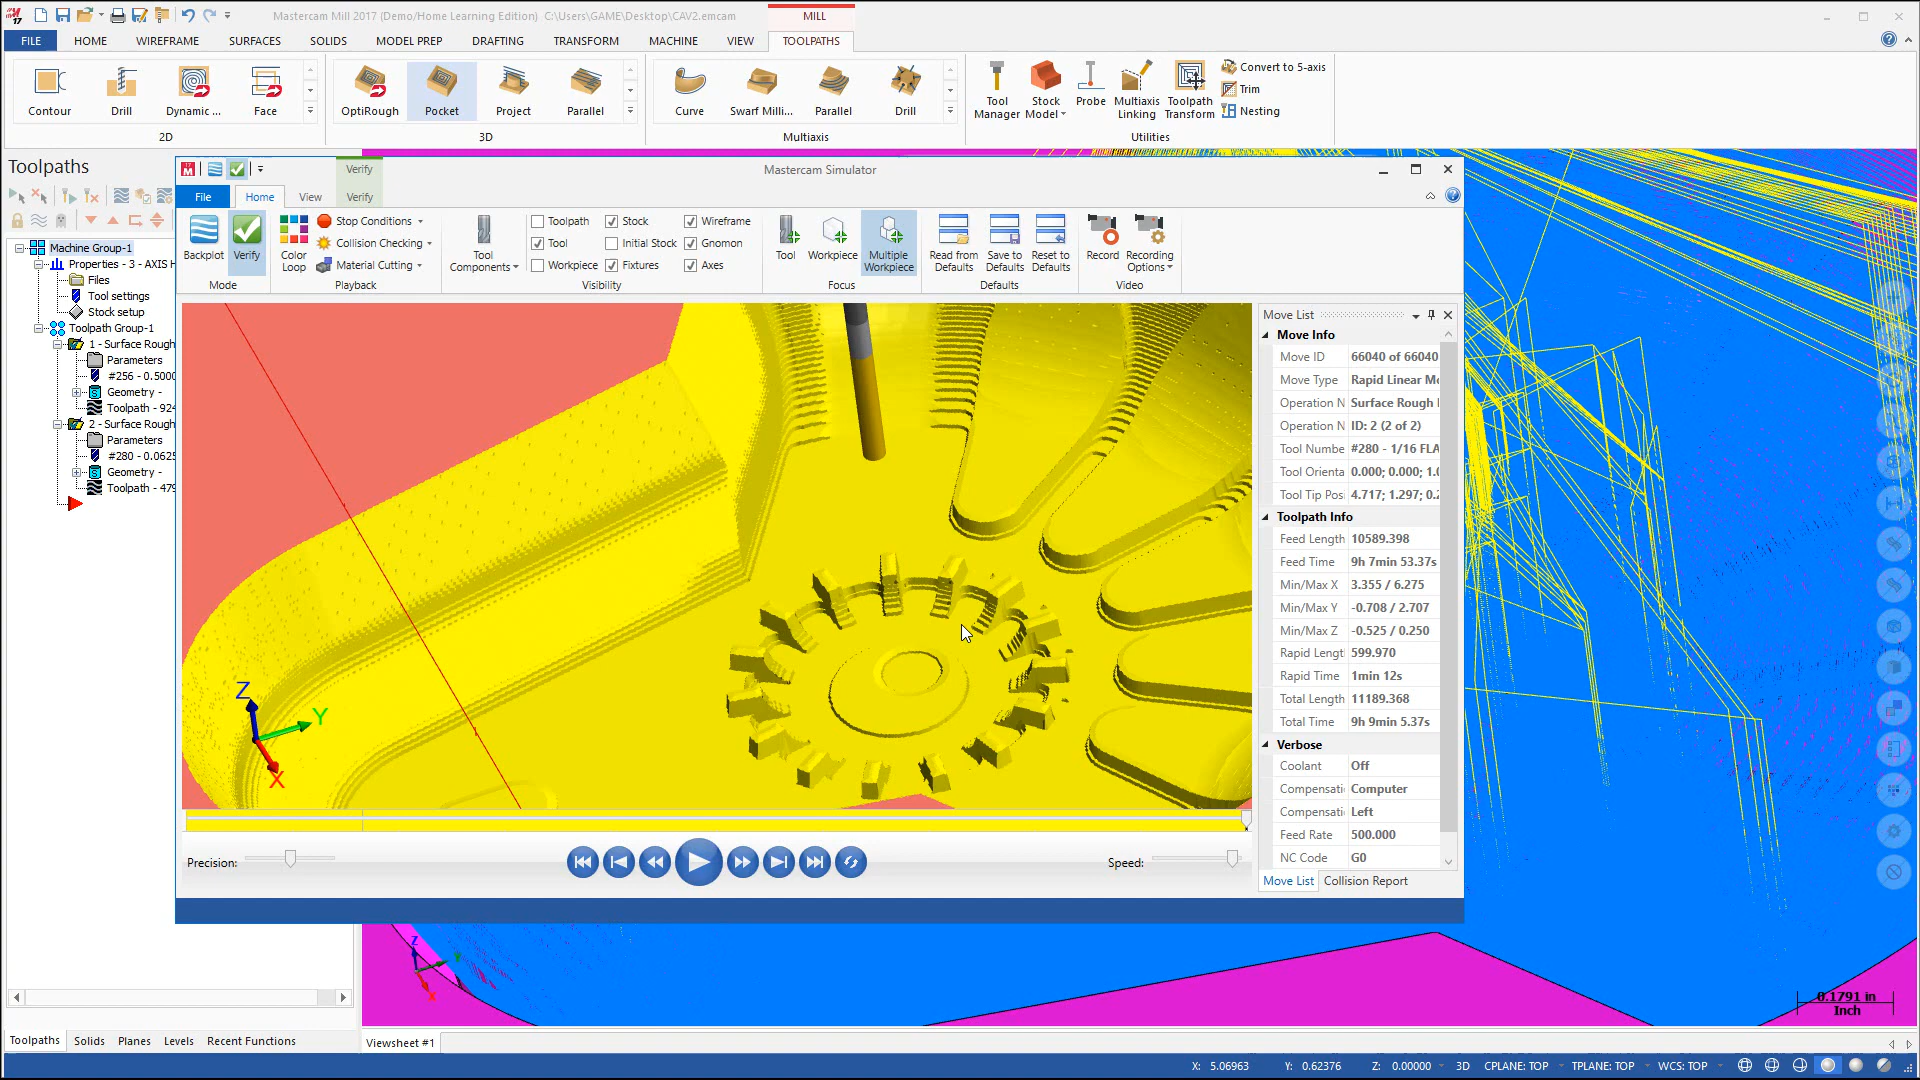 Mastercam Mill 2017 (Demo/Home Learning Edition) C:\Users\GAME\Desktop\CAV2.emcam
MILL
FILE HOME WIREFRAME SURFACES SOLIDS MODEL PREP DRAFTING TRANSFORM MACHINE VIEW TOOLPATHS
Contour Drill Dynamic ... Face
2D
OptiRough Pocket Project Parallel
3D
Curve Swarf Milli... Parallel Drill
Multiaxis
Tool Manager
Stock Model
Probe
Multiaxis Linking
Toolpath Transform
Convert to 5-axis
Trim
Nesting
Utilities
Toolpaths
Machine Group-1
Properties - 3 - AXIS H
Files
Tool settings
Stock setup
Toolpath Group-1
1 - Surface Rough
Parameters
#256 - 0.5000
Geometry -
Toolpath - 924
2 - Surface Rough
Parameters
#280 - 0.0625
Geometry -
Toolpath - 479
Verify
Mastercam Simulator
File Home View Verify
Backplot Verify
Mode
Color Loop
Stop Conditions
Collision Checking
Material Cutting
Playback
Tool Components
Toolpath Stock Wireframe
Tool Initial Stock Gnomon
Workpiece Fixtures Axes
Visibility
Tool Workpiece Multiple Workpiece
Focus
Read from Defaults
Save to Defaults
Reset to Defaults
Defaults
Record Recording Options
Video
Z
Y
X
Precision:
Speed:
Move List
Move Info
Move ID 66040 of 66040
Move Type Rapid Linear Mo
Operation N Surface Rough
Operation N ID: 2 (2 of 2)
Tool Numbe #280 - 1/16 FLA
Tool Orienta 0.000; 0.000; 1.0
Tool Tip Posi 4.717; 1.297; 0.2
Toolpath Info
Feed Length 10589.398
Feed Time 9h 7min 53.37s
Min/Max X 3.355 / 6.275
Min/Max Y -0.708 / 2.707
Min/Max Z -0.525 / 0.250
Rapid Lengt 599.970
Rapid Time 1min 12s
Total Length 11189.368
Total Time 9h 9min 5.37s
Verbose
Coolant Off
Compensati Computer
Compensati Left
Feed Rate 500.000
NC Code G0
Move List Collision Report
Z
Y
X
0.1791 in
Inch
Toolpaths Solids Planes Levels Recent Functions
Viewsheet #1
X: 5.06963 Y: 0.62376 Z: 0.00000 3D CPLANE: TOP TPLANE: TOP WCS: TOP